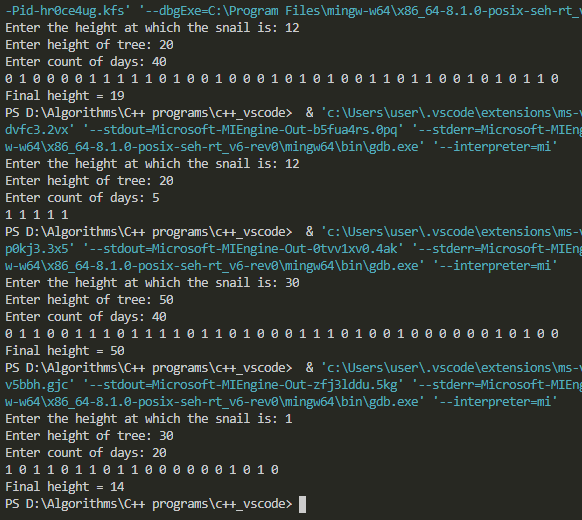 -Pid-hr0ce4ug.kfs' '--dbgExe=C:\Program Files\mingw-w64\x86_64-8.1.0-posix-seh-rt_v
Enter the height at which the snail is: 12
Enter height of tree: 20
Enter count of days: 40
0 1 0 0 0 0 1 1 1 1 1 1 0 1 0 0 1 0 0 0 1 0 1 0 1 0 0 1 1 0 1 1 0 0 1 0 1 0 1 1 0
Final height = 19
PS D:\Algorithms\C++ programs\c++_vscode>  & 'c:\Users\user\.vscode\extensions\ms-v
dvfc3.2vx' '--stdout=Microsoft-MIEngine-Out-b5fua4rs.0pq' '--stderr=Microsoft-MIEng
w-w64\x86_64-8.1.0-posix-seh-rt_v6-rev0\mingw64\bin\gdb.exe' '--interpreter=mi'
Enter the height at which the snail is: 12
Enter height of tree: 20
Enter count of days: 5
1 1 1 1 1
PS D:\Algorithms\C++ programs\c++_vscode>  & 'c:\Users\user\.vscode\extensions\ms-v
p0kj3.3x5' '--stdout=Microsoft-MIEngine-Out-0tvv1xv0.4ak' '--stderr=Microsoft-MIEng
w-w64\x86_64-8.1.0-posix-seh-rt_v6-rev0\mingw64\bin\gdb.exe' '--interpreter=mi'
Enter the height at which the snail is: 30
Enter height of tree: 50
Enter count of days: 40
0 1 1 0 0 1 1 1 0 1 1 1 1 0 1 1 0 1 0 0 0 1 1 1 0 1 0 0 1 0 0 0 0 0 0 1 0 1 0 0
Final height = 50
PS D:\Algorithms\C++ programs\c++_vscode>  & 'c:\Users\user\.vscode\extensions\ms-v
v5bbh.gjc' '--stdout=Microsoft-MIEngine-Out-zfj3lddu.5kg' '--stderr=Microsoft-MIEng
w-w64\x86_64-8.1.0-posix-seh-rt_v6-rev0\mingw64\bin\gdb.exe' '--interpreter=mi'
Enter the height at which the snail is: 1
Enter height of tree: 30
Enter count of days: 20
1 0 1 1 0 1 1 0 1 1 0 0 0 0 0 0 1 0 1 0
Final height = 14
PS D:\Algorithms\C++ programs\c++_vscode>